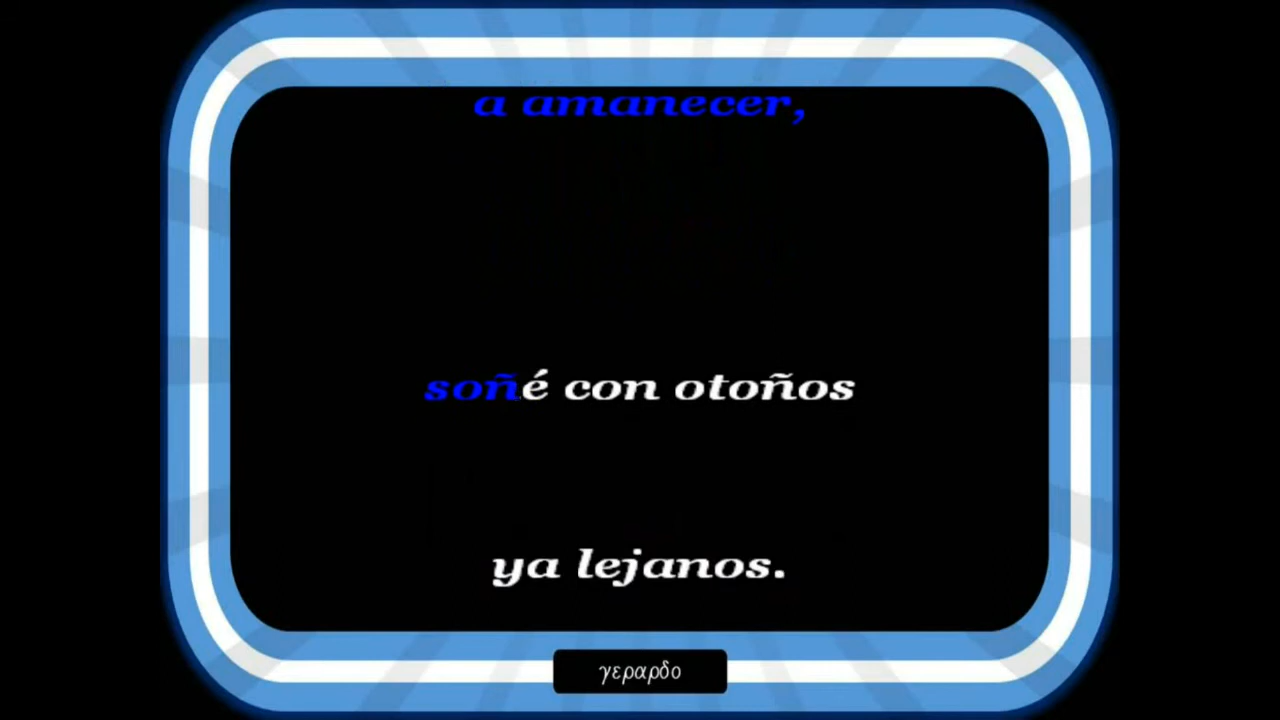 a amanecer,
soñé con otoños
ya lejanos.
γεραρδο